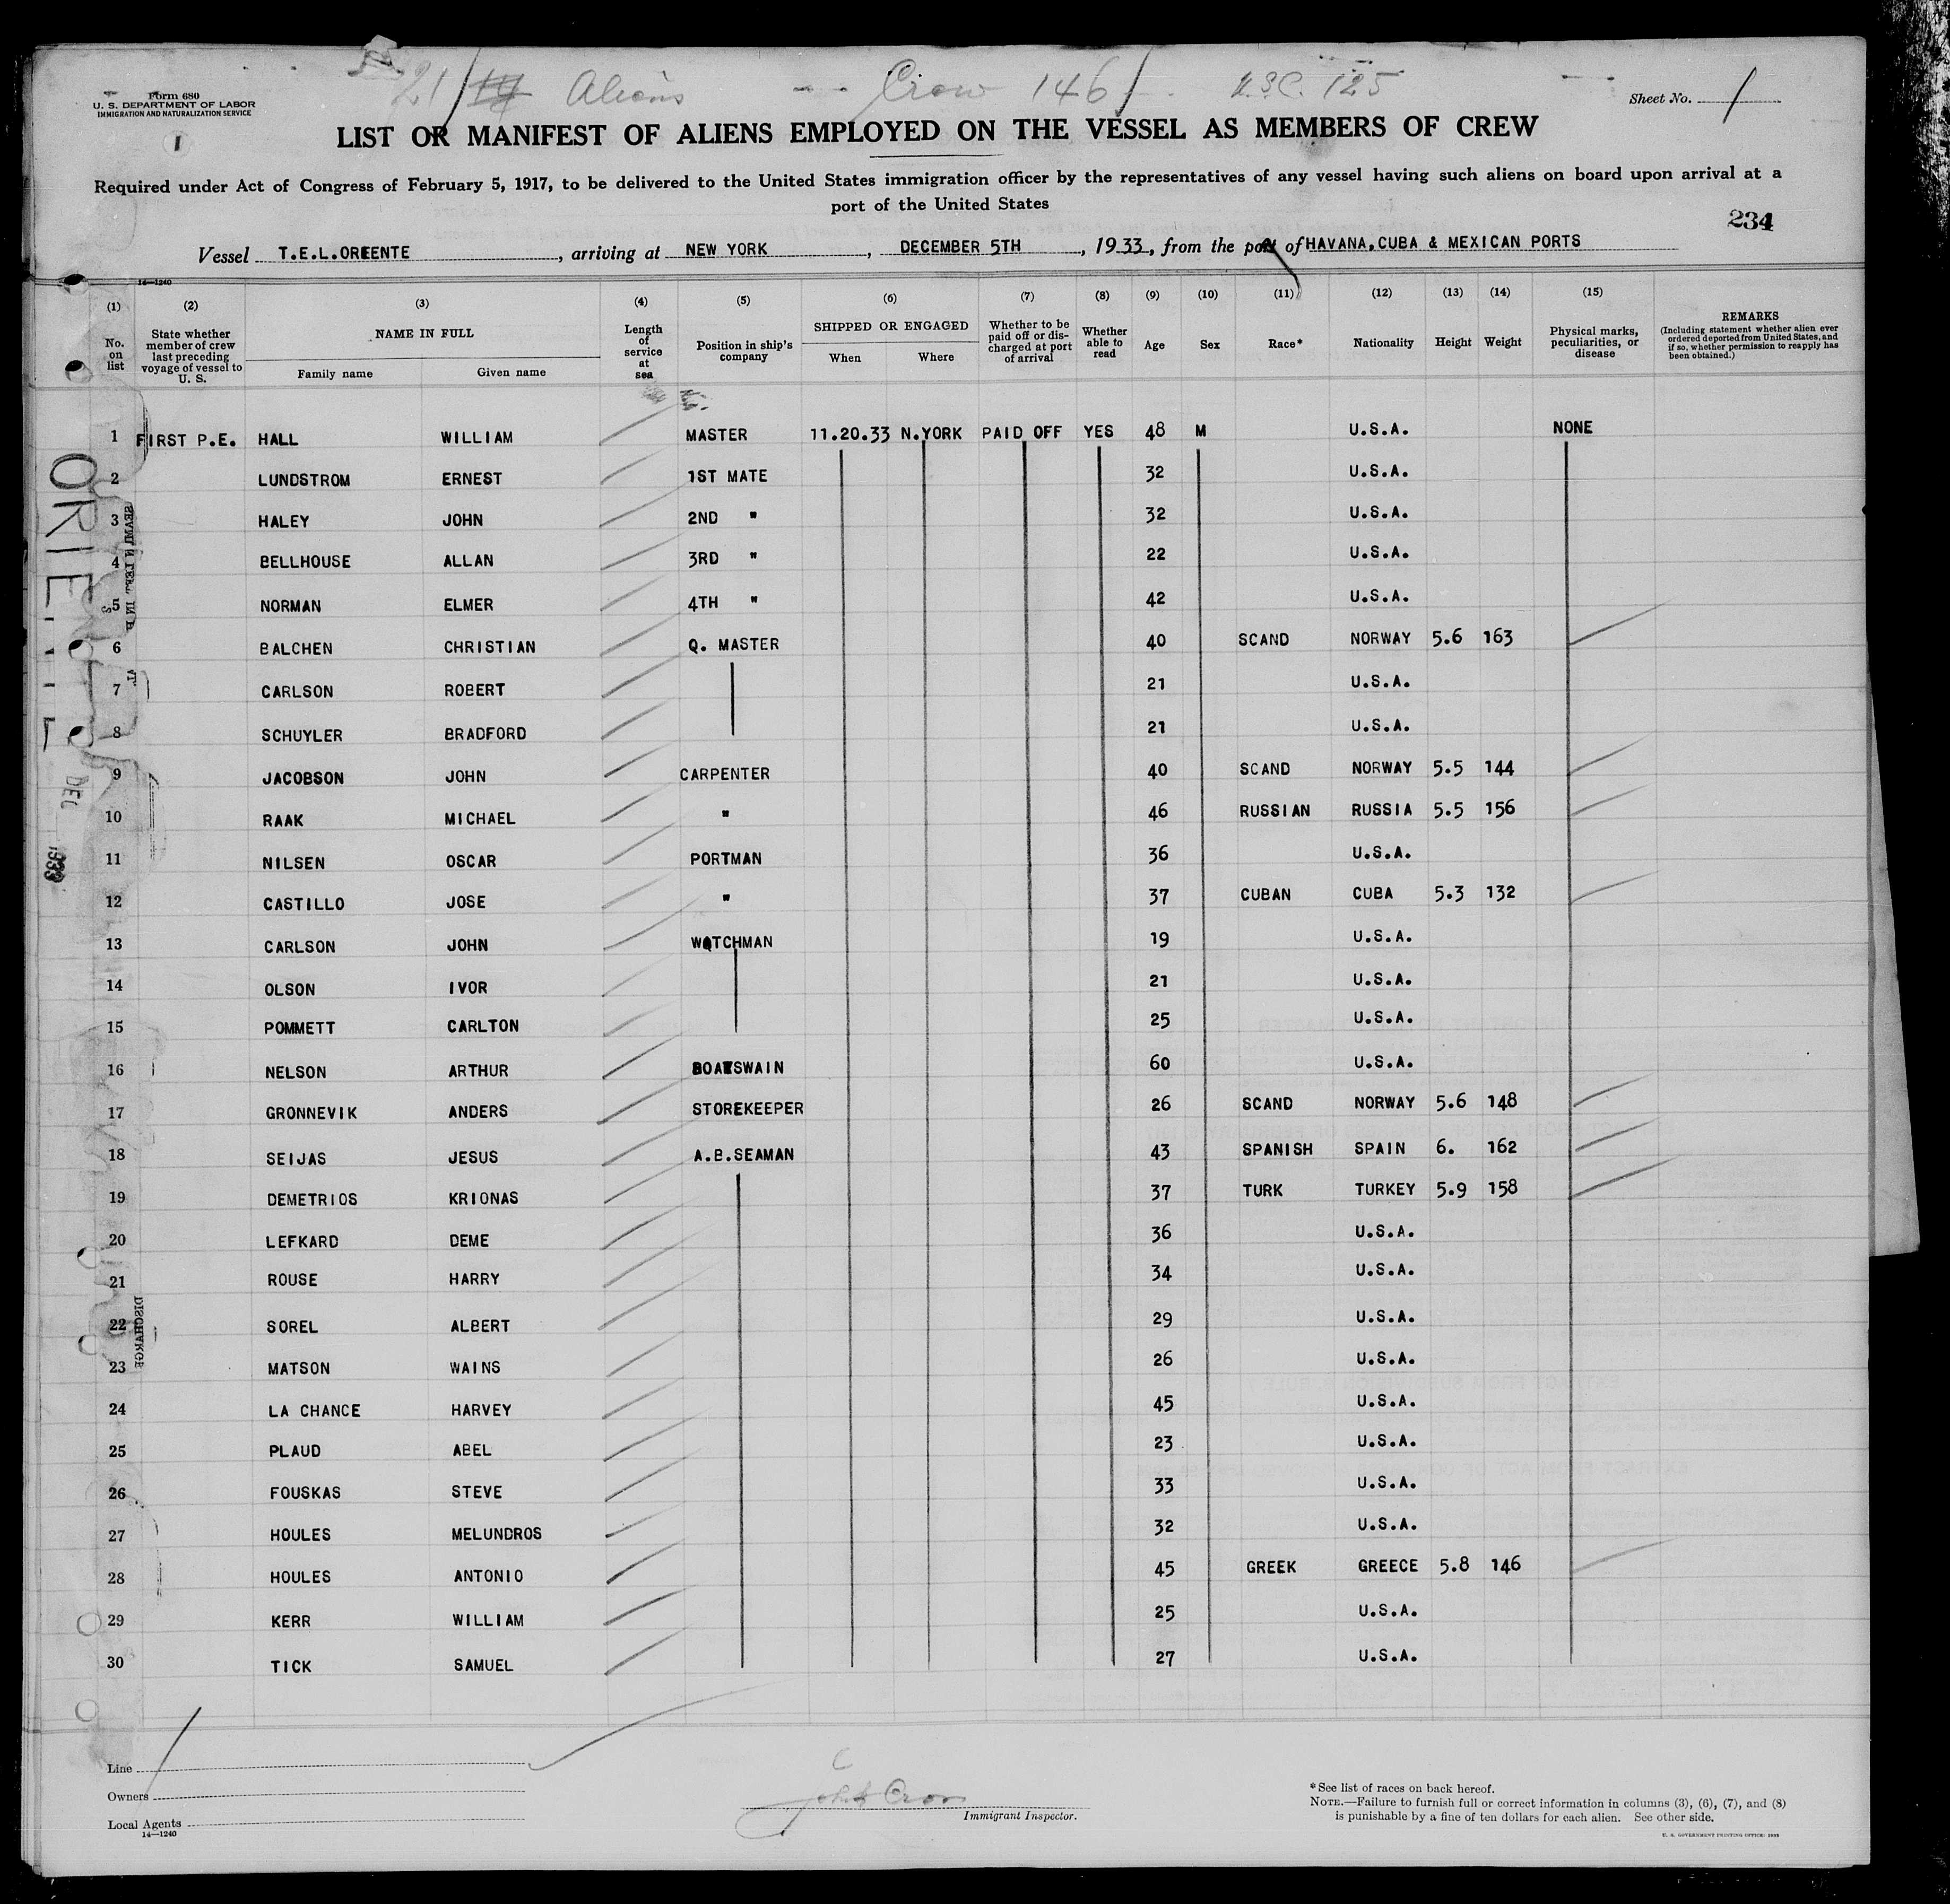 21 Aliens -- Crew 146 U.S.C. 125
Form 680
U. S. DEPARTMENT OF LABOR
IMMIGRATION AND NATURALIZATION SERVICE
1
Sheet No. 1
LIST OR MANIFEST OF ALIENS EMPLOYED ON THE VESSEL AS MEMBERS OF CREW
Required under Act of Congress of February 5, 1917, to be delivered to the United States immigration officer by the representatives of any vessel having such aliens on board upon arrival at a
port of the United States
234
Vessel T.E.L.ORIENTE , arriving at NEW YORK , DECEMBER 5TH , 1933, from the port of HAVANA,CUBA & MEXICAN PORTS
14—1240
(1) (2) (3) (4) (5) (6) (7) (8) (9) (10) (11) (12) (13) (14) (15)
No. on list
State whether member of crew last preceding voyage of vessel to U. S.
NAME IN FULL
Family name
Given name
Length of service at sea
Position in ship's company
SHIPPED OR ENGAGED
When
Where
Whether to be paid off or discharged at port of arrival
Whether able to read
Age
Sex
Race*
Nationality
Height
Weight
Physical marks, peculiarities, or disease
REMARKS
(Including statement whether alien ever ordered deported from United States, and if so, whether permission to reapply has been obtained.)
1 FIRST P.E. HALL WILLIAM MASTER 11.20.33 N.YORK PAID OFF YES 48 M U.S.A. NONE
2 LUNDSTROM ERNEST 1ST MATE 32 U.S.A.
3 HALEY JOHN 2ND " 32 U.S.A.
4 BELLHOUSE ALLAN 3RD " 22 U.S.A.
5 NORMAN ELMER 4TH " 42 U.S.A.
6 BALCHEN CHRISTIAN Q. MASTER 40 SCAND NORWAY 5.6 163
7 CARLSON ROBERT 21 U.S.A.
8 SCHUYLER BRADFORD 21 U.S.A.
9 JACOBSON JOHN CARPENTER 40 SCAND NORWAY 5.5 144
10 RAAK MICHAEL " 46 RUSSIAN RUSSIA 5.5 156
11 NILSEN OSCAR PORTMAN 36 U.S.A.
12 CASTILLO JOSE " 37 CUBAN CUBA 5.3 132
13 CARLSON JOHN WATCHMAN 19 U.S.A.
14 OLSON IVOR 21 U.S.A.
15 POMMETT CARLTON 25 U.S.A.
16 NELSON ARTHUR BOATSWAIN 60 U.S.A.
17 GRONNEVIK ANDERS STOREKEEPER 26 SCAND NORWAY 5.6 148
18 SEIJAS JESUS A.B.SEAMAN 43 SPANISH SPAIN 6. 162
19 DEMETRIOS KRIONAS 37 TURK TURKEY 5.9 158
20 LEFKARD DEME 36 U.S.A.
21 ROUSE HARRY 34 U.S.A.
22 SOREL ALBERT 29 U.S.A.
23 MATSON WAINS 26 U.S.A.
24 LA CHANCE HARVEY 45 U.S.A.
25 PLAUD ABEL 23 U.S.A.
26 FOUSKAS STEVE 33 U.S.A.
27 HOULES MELUNDROS 32 U.S.A.
28 HOULES ANTONIO 45 GREEK GREECE 5.8 146
29 KERR WILLIAM 25 U.S.A.
30 TICK SAMUEL 27 U.S.A.
DEC
1933
DISCHARGE
Line
Owners
Local Agents
14—1240
Immigrant Inspector.
*See list of races on back hereof.
NOTE.—Failure to furnish full or correct information in columns (3), (6), (7), and (8)
is punishable by a fine of ten dollars for each alien. See other side.